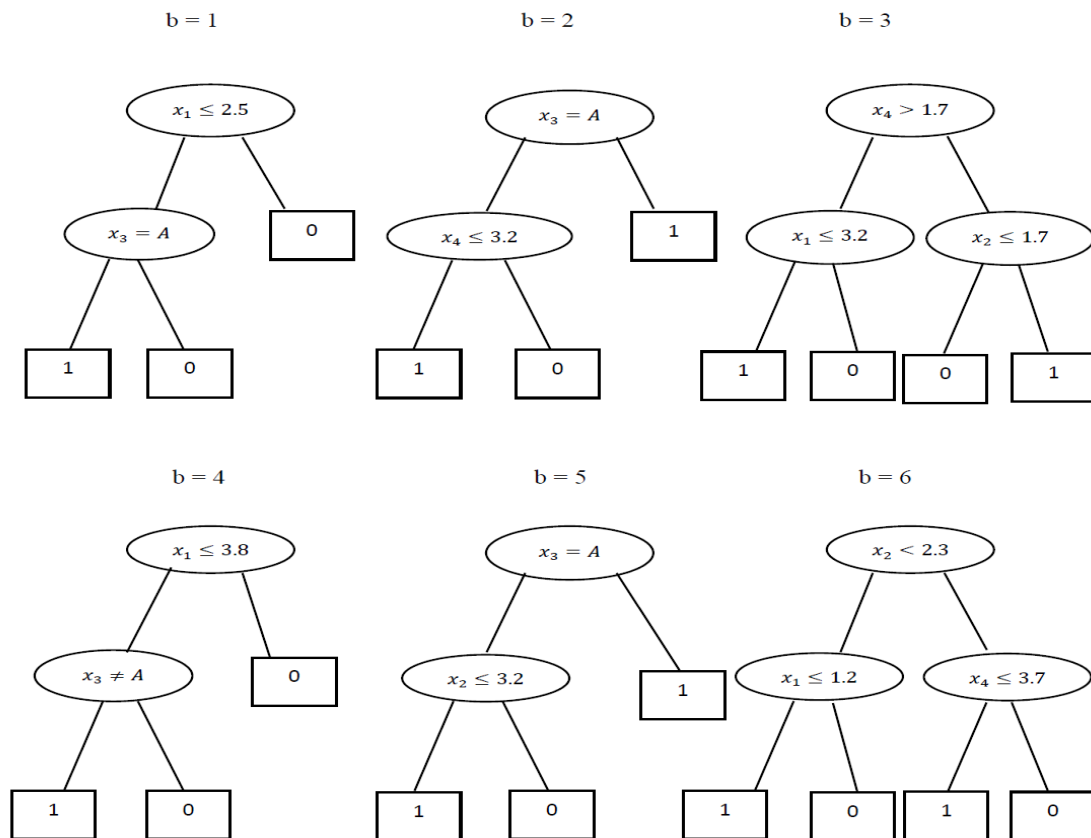 b = 1
b = 2
b = 3
x₁ ≤ 2.5
x₃ = A
x₄ > 1.7
x₃ = A
0
x₄ ≤ 3.2
1
x₁ ≤ 3.2
x₂ ≤ 1.7
1
0
1
0
1
0
0
1
b = 4
b = 5
b = 6
x₁ ≤ 3.8
x₃ = A
x₂ < 2.3
x₃ ≠ A
0
x₂ ≤ 3.2
1
x₁ ≤ 1.2
x₄ ≤ 3.7
1
0
1
0
1
0
1
0